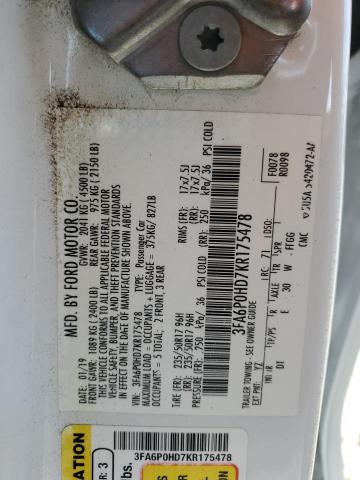 MFD. BY FORD MOTOR CO.
DATE: 01/19 GVWR: 2041 KG ( 4500 LB)
FRONT GAWR: 1089 KG ( 2400 LB) REAR GAWR: 975 KG ( 2150 LB)
THIS VEHICLE CONFORMS TO ALL APPLICABLE FEDERAL MOTOR
VEHICLE SAFETY, BUMPER, AND THEFT PREVENTION STANDARDS
IN EFFECT ON THE DATE OF MANUFACTURE SHOWN ABOVE.
VIN: 3FA6P0HD7KR175478 TYPE: Passenger Car
MAXIMUM LOAD = OCCUPANTS + LUGGAGE = 375KG/ 827LB
OCCUPANTS = 5 TOTAL; 2 FRONT, 3 REAR
TIRE (FR): 235/50R17 96H RIMS (FR): 17x7.5J
TIRE (RR): 235/50R17 96H (RR): 17x7.5J
PRESSURE (FR): 250 kPa/ 36 PSI COLD (RR): 250 kPa/ 36 PSI COLD
3FA6P0HD7KR175478
TRAILER TOWING - SEE OWNER GUIDE
F0078
R0098
EXT PNT: YZ LRC: 71 DSO:
TP/PS R AXLE TR SPR
DT E 30 W FFGG
CMC
3FA6P0HD7KR175478
3
bs.